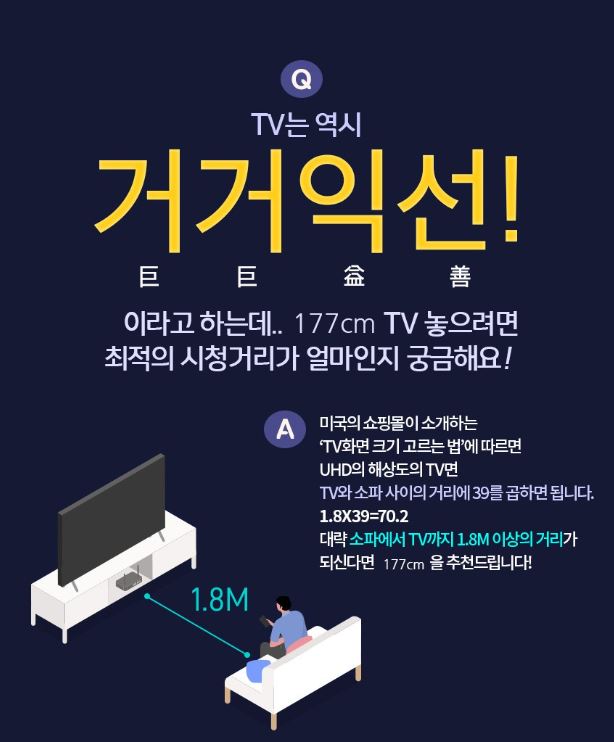 Q
TV는 역시
거거익선!
巨 巨 益 善
이라고 하는데.. 177cm TV 놓으려면
최적의 시청거리가 얼마인지 궁금해요!
A
미국의 쇼핑몰이 소개하는
‘TV화면 크기 고르는 법’에 따르면
UHD의 해상도의 TV면
TV와 소파 사이의 거리에 39를 곱하면 됩니다.
1.8X39=70.2
대략 소파에서 TV까지 1.8M 이상의 거리가
되신다면 177cm 을 추천드립니다!
1.8M